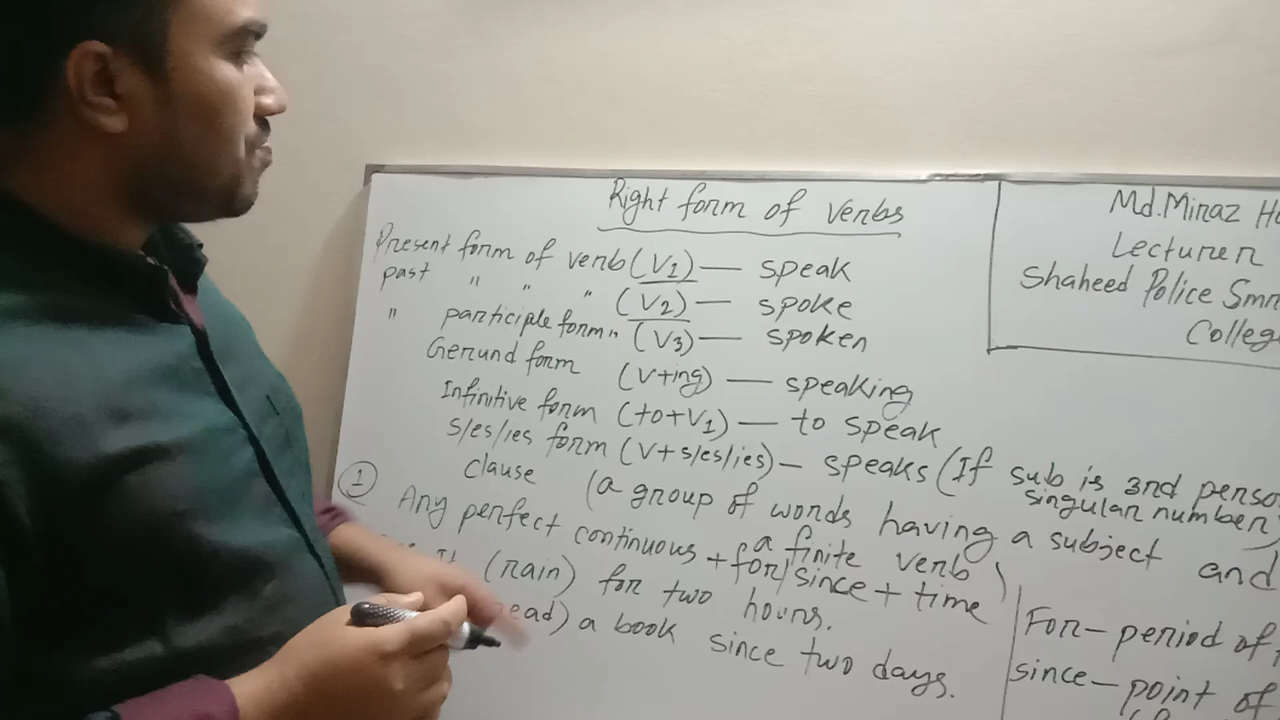 Right form of verbs
Present form of verb (V1) — speak
past " " " (V2) — spoke
" participle form " (V3) — spoken
Gerund form (V+ing) — speaking
Infinitive form (to+V1) — to speak
s/es/ies form (V+s/es/ies) — speaks (If sub is 3rd perso
singular number)
clause (a group of words having a subject and
a finite verb)
① Any perfect continuous + for/since + time
It (rain) for two hours.
ead) a book since two days.
For – period of
since – point of
Md. Minaz Ho
Lecturer
Shaheed Police Smr
Colleg